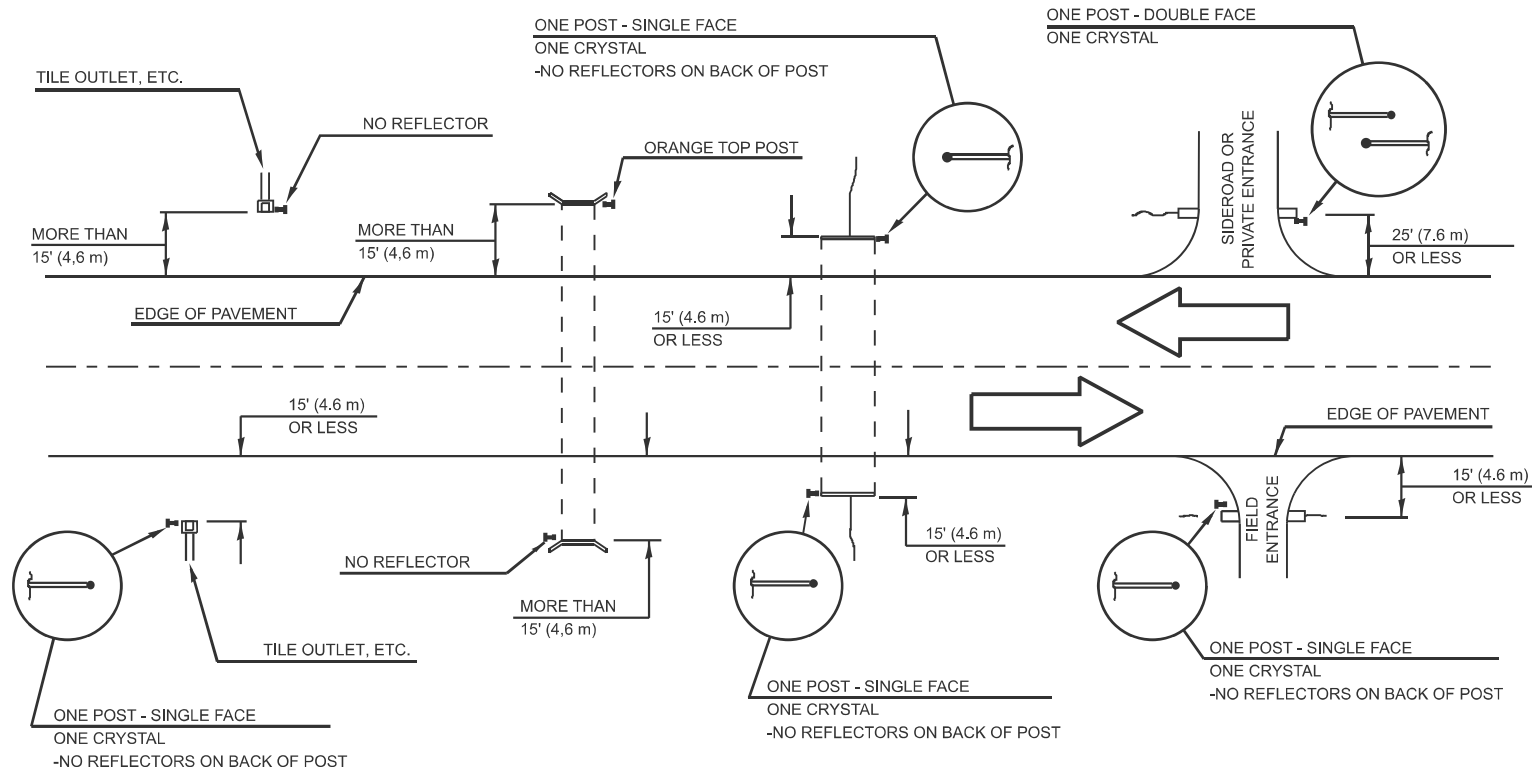 ONE POST - SINGLE FACE
ONE CRYSTAL
-NO REFLECTORS ON BACK OF POST
ONE POST - DOUBLE FACE
ONE CRYSTAL
TILE OUTLET, ETC.
NO REFLECTOR
ORANGE TOP POST
SIDEROAD OR
PRIVATE ENTRANCE
MORE THAN
15' (4,6 m)
MORE THAN
15' (4,6 m)
25' (7.6 m)
OR LESS
EDGE OF PAVEMENT
15' (4.6 m)
OR LESS
15' (4.6 m)
OR LESS
EDGE OF PAVEMENT
15' (4.6 m)
OR LESS
FIELD
ENTRANCE
15' (4.6 m)
OR LESS
NO REFLECTOR
MORE THAN
15' (4,6 m)
TILE OUTLET, ETC.
ONE POST - SINGLE FACE
ONE CRYSTAL
-NO REFLECTORS ON BACK OF POST
ONE POST - SINGLE FACE
ONE CRYSTAL
-NO REFLECTORS ON BACK OF POST
ONE POST - SINGLE FACE
ONE CRYSTAL
-NO REFLECTORS ON BACK OF POST